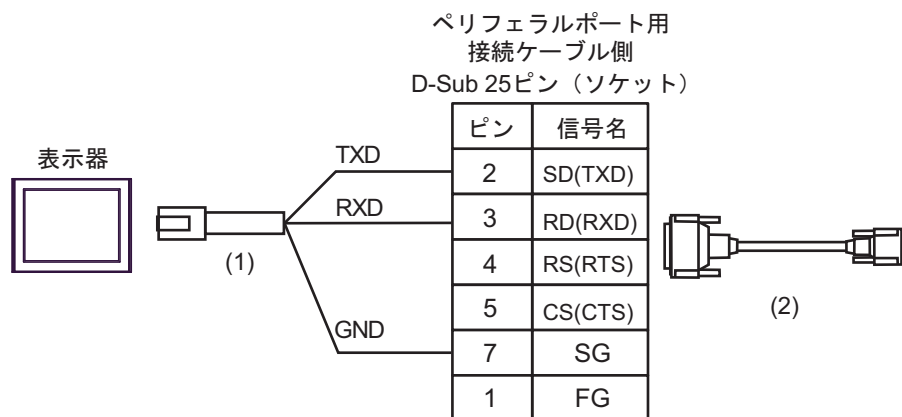 ペリフェラルポート用
接続ケーブル側
D-Sub 25ピン（ソケット）
ピン 信号名
表示器
TXD
2 SD(TXD)
RXD
3 RD(RXD)
(1)
4 RS(RTS)
(2)
5 CS(CTS)
GND
7 SG
1 FG